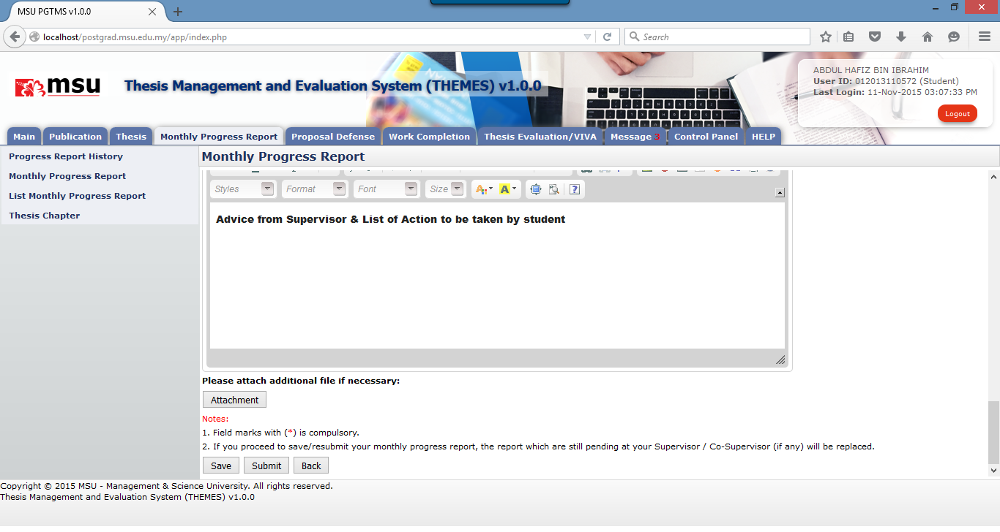 MSU PGTMS v1.0.0
localhost/postgrad.msu.edu.my/app/index.php
Search
msu
Thesis Management and Evaluation System (THEMES) v1.0.0
ABDUL HAFIZ BIN IBRAHIM
User ID: 012013110572 (Student)
Last Login: 11-Nov-2015 03:07:33 PM
Logout
Main Publication Thesis Monthly Progress Report Proposal Defense Work Completion Thesis Evaluation/VIVA Message 3 Control Panel HELP
Progress Report History
Monthly Progress Report
List Monthly Progress Report
Thesis Chapter
Monthly Progress Report
Styles Format Font Size
Advice from Supervisor & List of Action to be taken by student
Please attach additional file if necessary:
Attachment
Notes:
1. Field marks with (*) is compulsory.
2. If you proceed to save/resubmit your monthly progress report, the report which are still pending at your Supervisor / Co-Supervisor (if any) will be replaced.
Save Submit Back
Copyright © 2015 MSU - Management & Science University. All rights reserved.
Thesis Management and Evaluation System (THEMES) v1.0.0